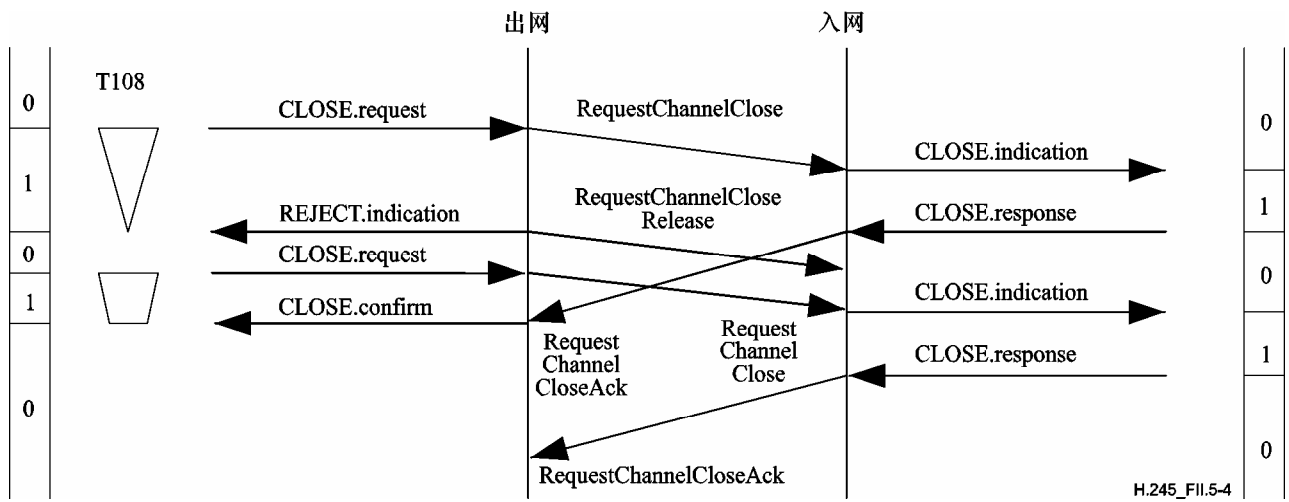 出网
入网
T108
0
1
0
1
0
CLOSE.request
RequestChannelClose
CLOSE.indication
REJECT.indication
RequestChannelClose
Release
CLOSE.response
CLOSE.request
CLOSE.indication
CLOSE.confirm
Request
Channel
CloseAck
Request
Channel
Close
CLOSE.response
RequestChannelCloseAck
0
1
0
1
0
H.245_FII.5-4